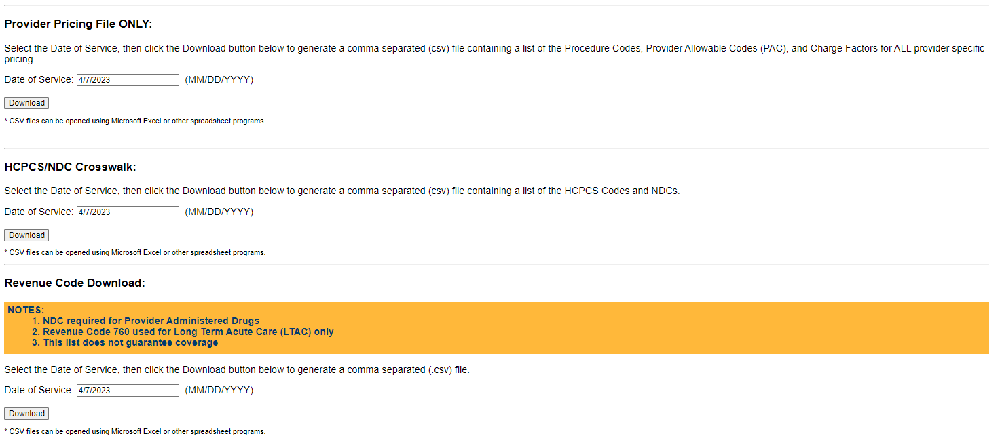 Provider Pricing File ONLY:
Select the Date of Service, then click the Download button below to generate a comma separated (csv) file containing a list of the Procedure Codes, Provider Allowable Codes (PAC), and Charge Factors for ALL provider specific
pricing.
Date of Service: 4/7/2023 (MM/DD/YYYY)
Download
* CSV files can be opened using Microsoft Excel or other spreadsheet programs.
HCPCS/NDC Crosswalk:
Select the Date of Service, then click the Download button below to generate a comma separated (csv) file containing a list of the HCPCS Codes and NDCs.
Date of Service: 4/7/2023 (MM/DD/YYYY)
Download
* CSV files can be opened using Microsoft Excel or other spreadsheet programs.
Revenue Code Download:
NOTES:
1. NDC required for Provider Administered Drugs
2. Revenue Code 760 used for Long Term Acute Care (LTAC) only
3. This list does not guarantee coverage
Select the Date of Service, then click the Download button below to generate a comma separated (.csv) file.
Date of Service: 4/7/2023 (MM/DD/YYYY)
Download
* CSV files can be opened using Microsoft Excel or other spreadsheet programs.